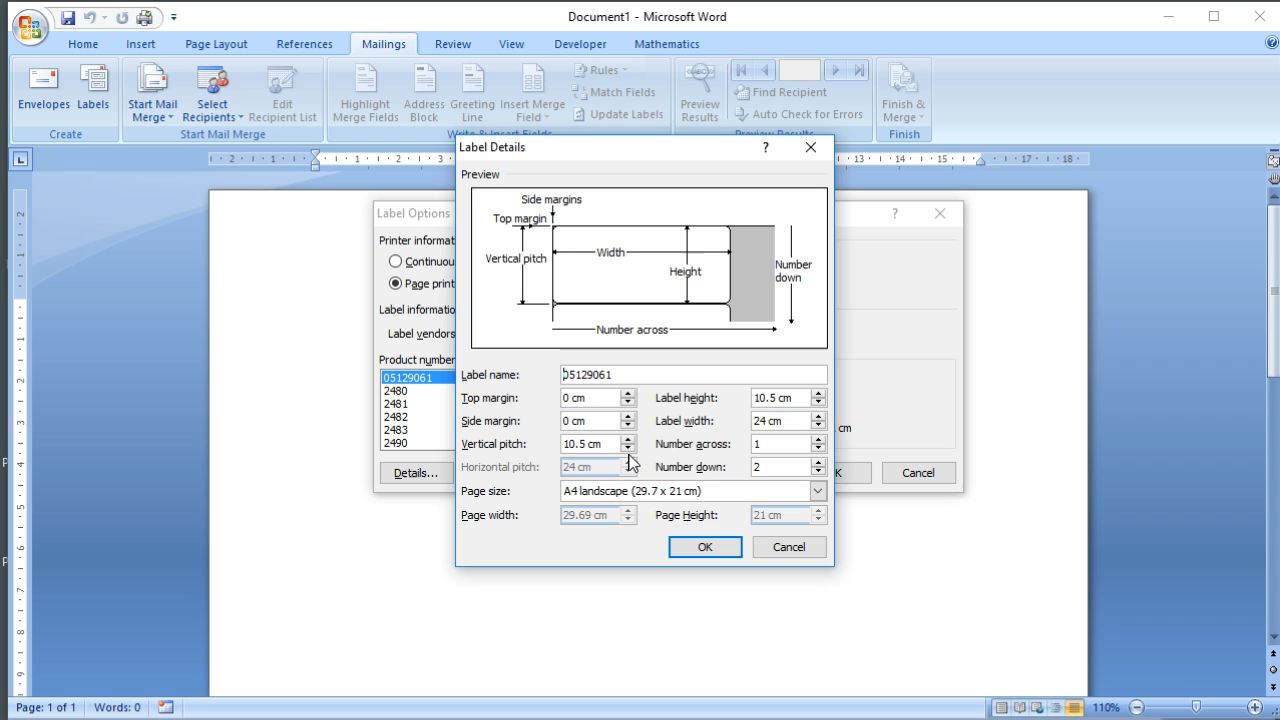 Document1 - Microsoft Word
Home Insert Page Layout References Mailings Review View Developer Mathematics
Envelopes Labels
Create
Start Mail Merge
Select Recipients
Edit Recipient List
Start Mail Merge
Highlight Merge Fields
Address Block
Greeting Line
Insert Merge Field
Rules
Match Fields
Update Labels
Write & Insert Fields
Preview Results
Find Recipient
Auto Check for Errors
Preview Results
Finish & Merge
Finish
Label Options
Printer informat
Continuou
Page print
Label informatio
Label vendors
Product number
05129061
2480
2481
2482
2483
2490
Details...
cm
K
Cancel
Label Details
Preview
Side margins
Top margin
Vertical pitch
Width
Height
Number down
Number across
Label name: 05129061
Top margin: 0 cm Label height: 10.5 cm
Side margin: 0 cm Label width: 24 cm
Vertical pitch: 10.5 cm Number across: 1
Horizontal pitch: 24 cm Number down: 2
Page size: A4 landscape (29.7 x 21 cm)
Page width: 29.69 cm Page Height: 21 cm
OK Cancel
Page: 1 of 1 Words: 0 110%